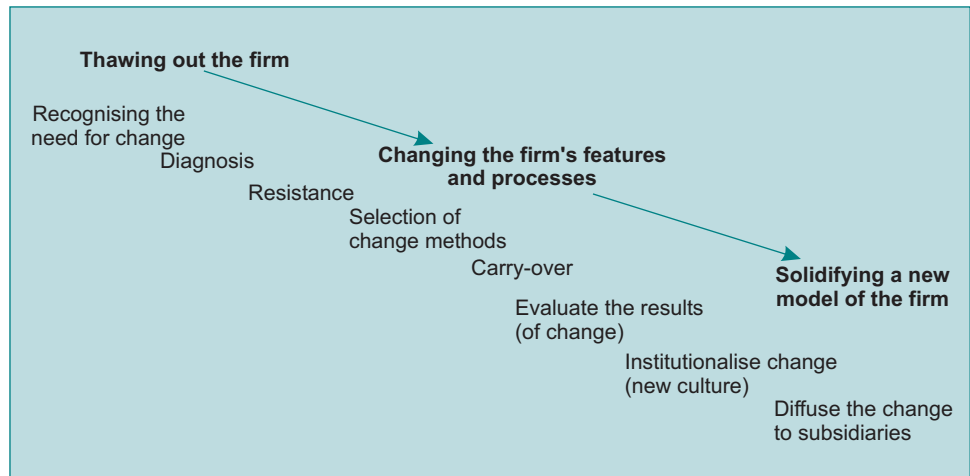 Thawing out the firm
Recognising the
need for change
Diagnosis
Resistance
Changing the firm's features
and processes
Selection of
change methods
Carry-over
Solidifying a new
model of the firm
Evaluate the results
(of change)
Institutionalise change
(new culture)
Diffuse the change
to subsidiaries